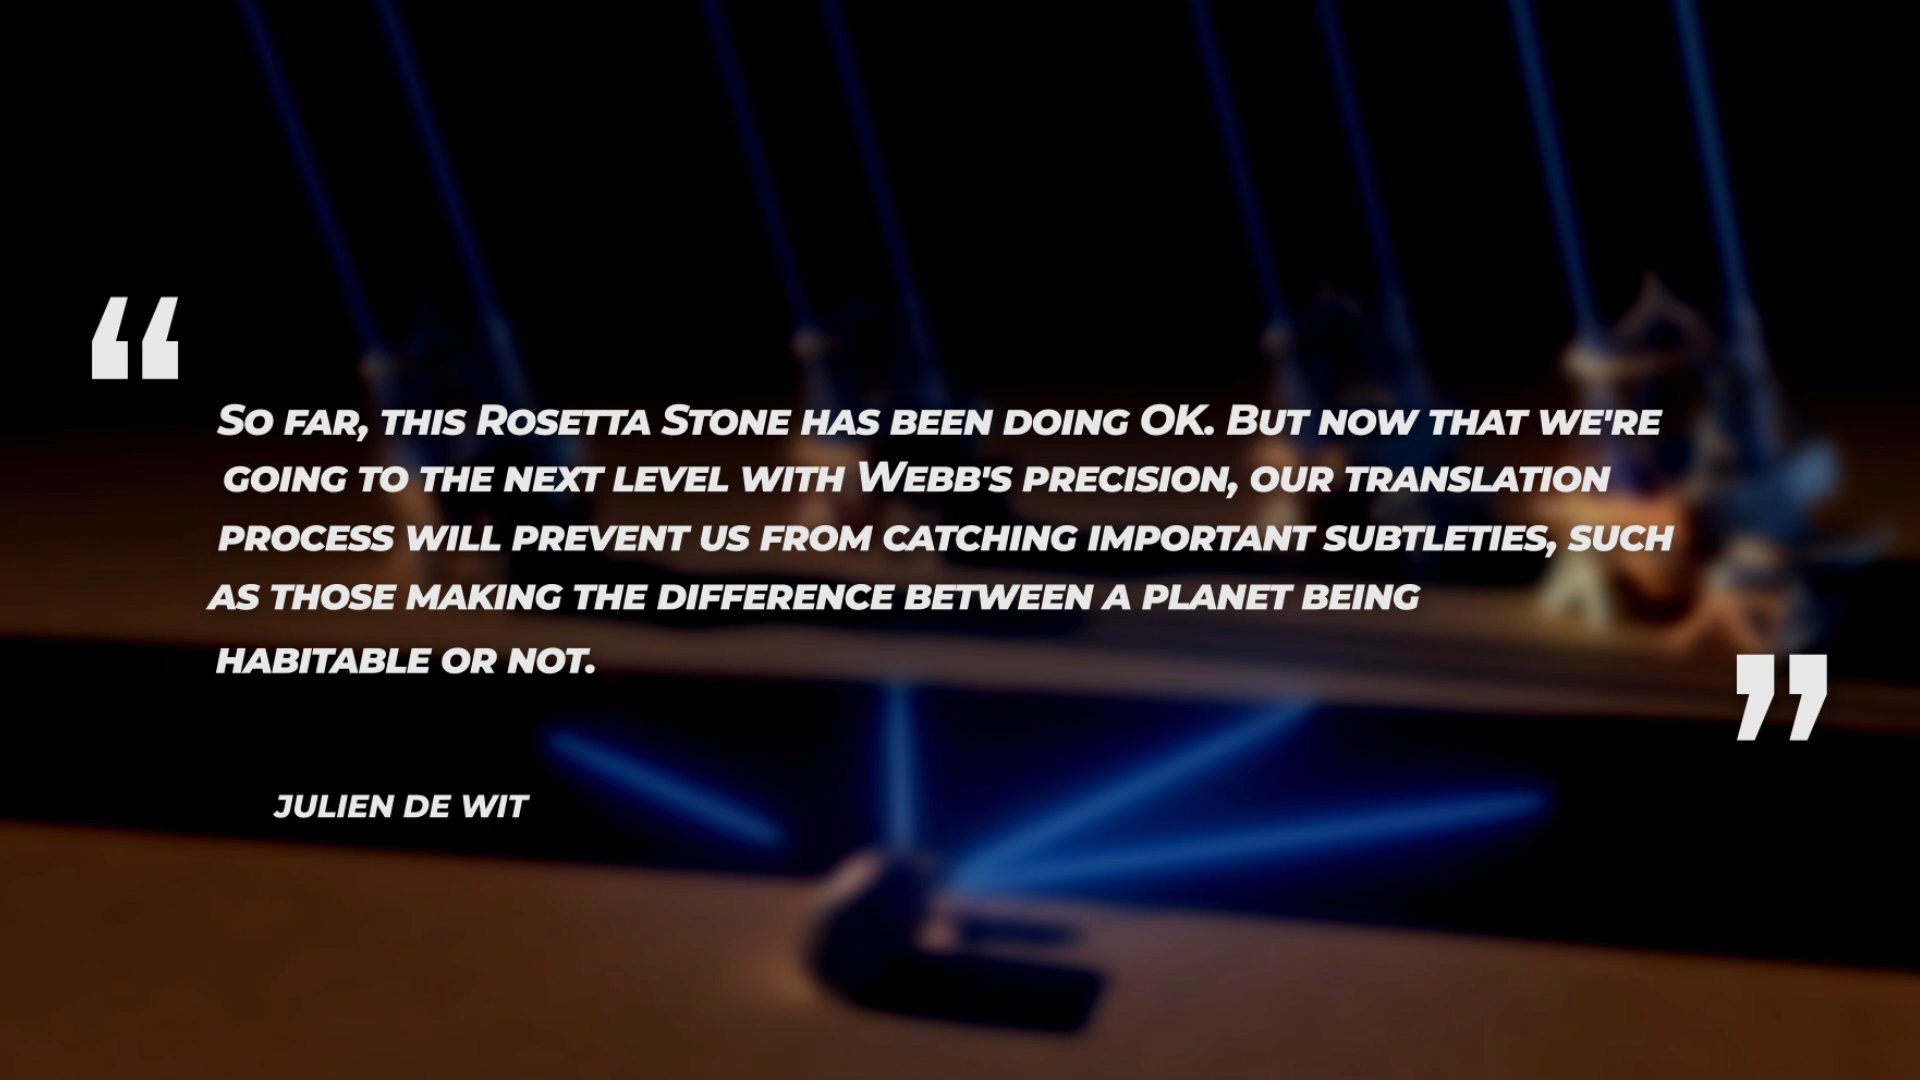 “
So far, this Rosetta Stone has been doing OK. But now that we're
going to the next level with Webb's precision, our translation
process will prevent us from catching important subtleties, such
as those making the difference between a planet being
habitable or not.
”
Julien de Wit